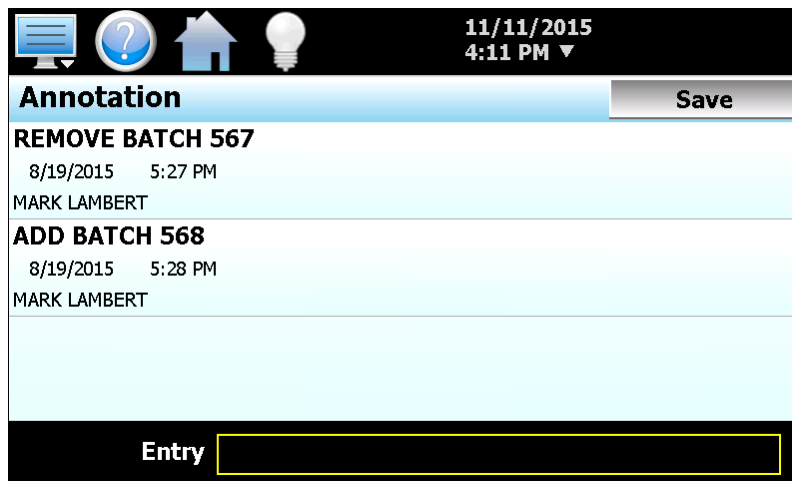 ?
11/11/2015
4:11 PM ▼
Annotation
Save
REMOVE BATCH 567
8/19/2015 5:27 PM
MARK LAMBERT
ADD BATCH 568
8/19/2015 5:28 PM
MARK LAMBERT
Entry